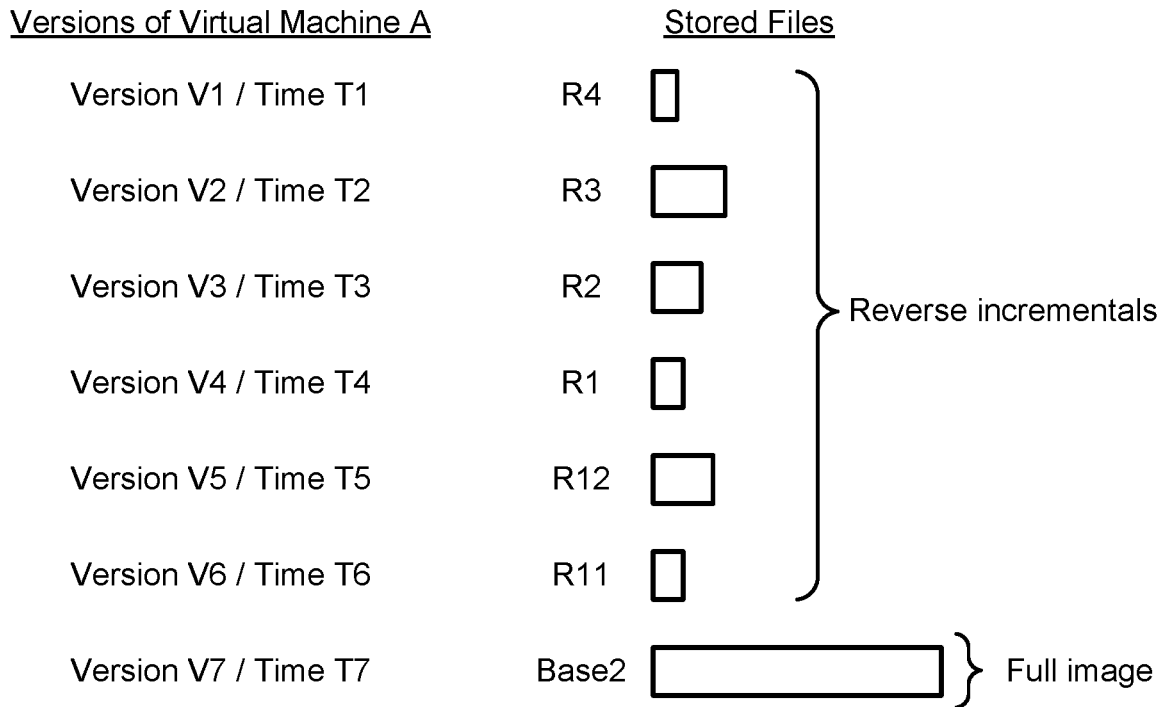 Versions of Virtual Machine A Stored Files
Version V1 / Time T1 R4
Version V2 / Time T2 R3
Version V3 / Time T3 R2
Reverse incrementals
Version V4 / Time T4 R1
Version V5 / Time T5 R12
Version V6 / Time T6 R11
Version V7 / Time T7 Base2 Full image